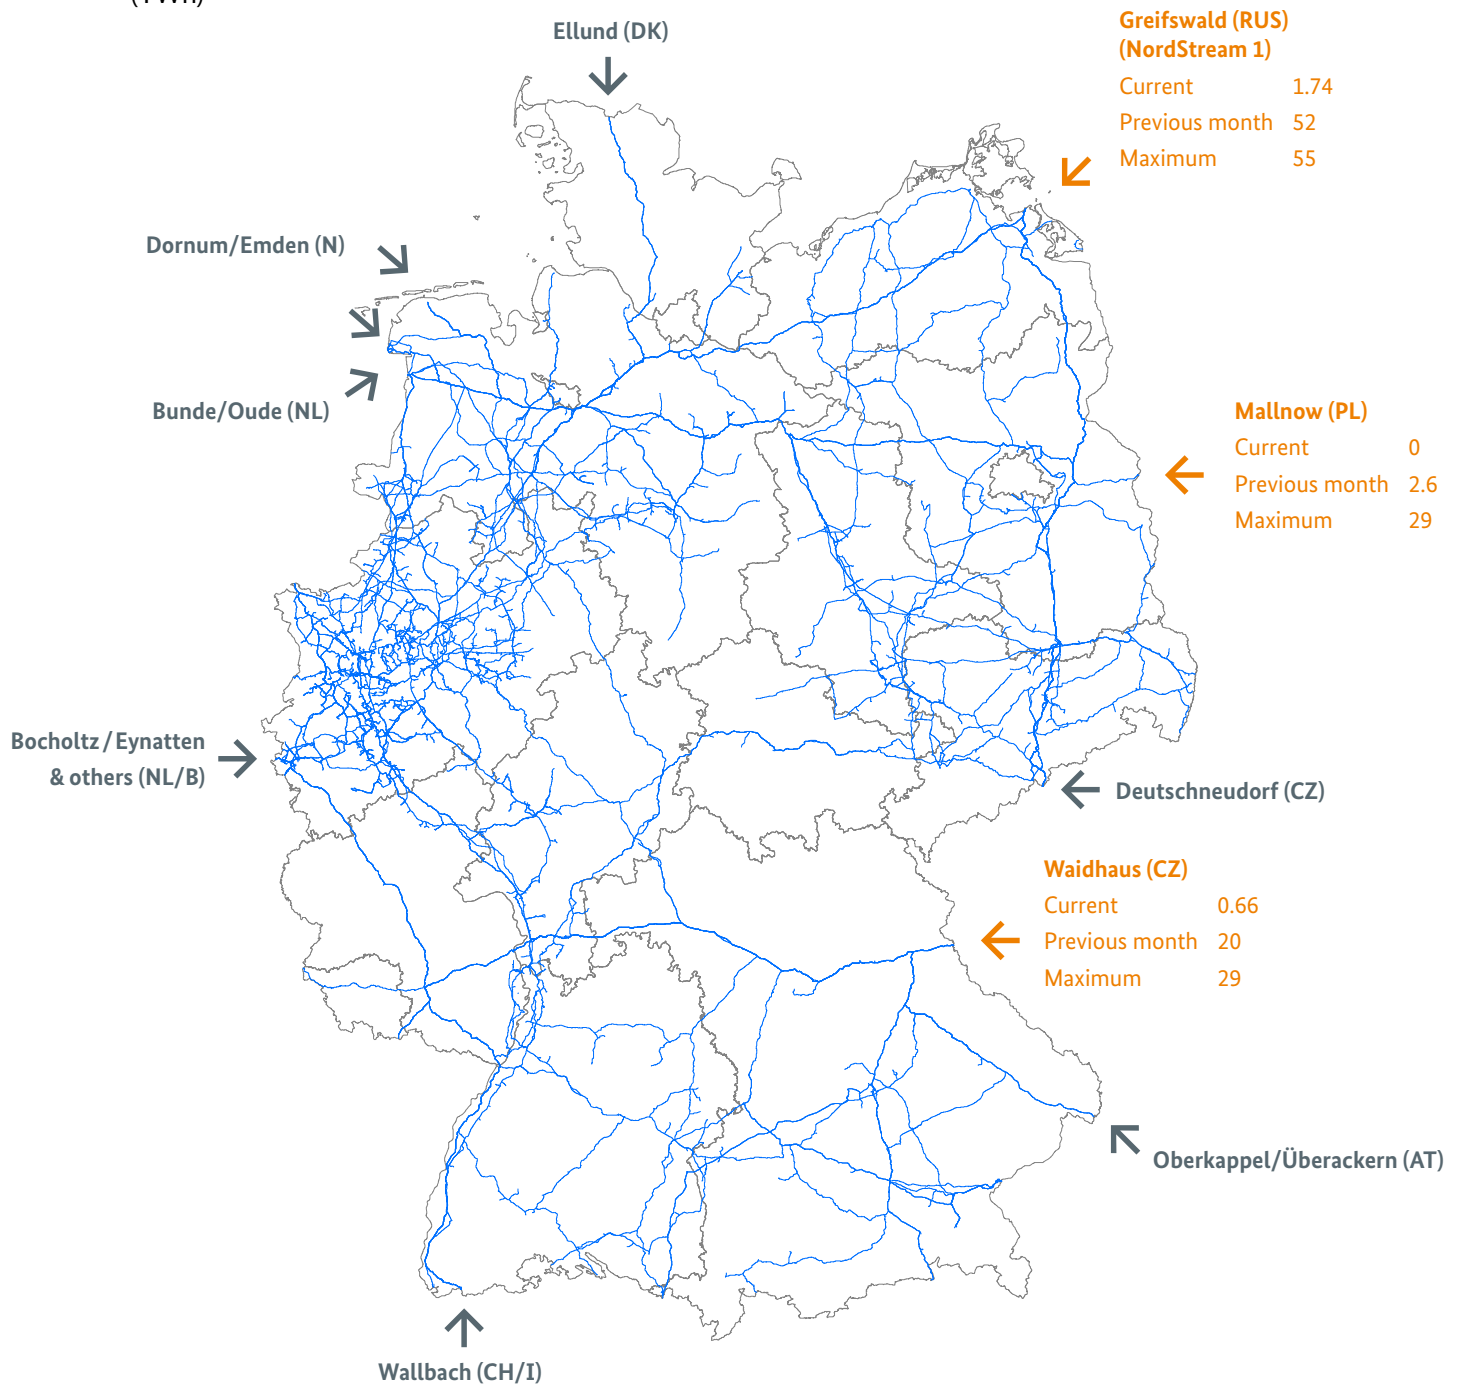 Ellund (DK)
Greifswald (RUS)
(NordStream 1)
Current 1.74
Previous month 52
Maximum 55
Dornum/Emden (N)
Bunde/Oude (NL)
Mallnow (PL)
Current 0
Previous month 2.6
Maximum 29
Bocholtz / Eynatten
& others (NL/B)
Deutschneudorf (CZ)
Waidhaus (CZ)
Current 0.66
Previous month 20
Maximum 29
Oberkappel/Überackern (AT)
Wallbach (CH/I)